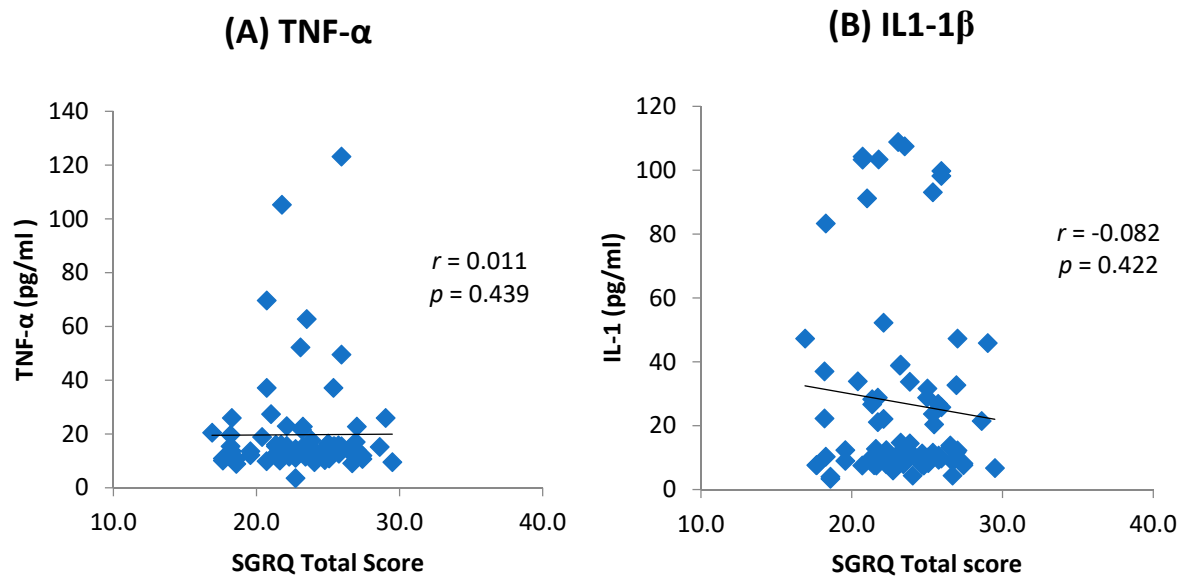 (A) TNF-α
140
120
100
80
60
40
20
0
TNF-α (pg/ml )
r = 0.011
p = 0.439
10.0 20.0 30.0 40.0
SGRQ Total Score
(B) IL1-1β
120
100
80
60
40
20
0
IL-1 (pg/ml)
r = -0.082
p = 0.422
10.0 20.0 30.0 40.0
SGRQ Total score